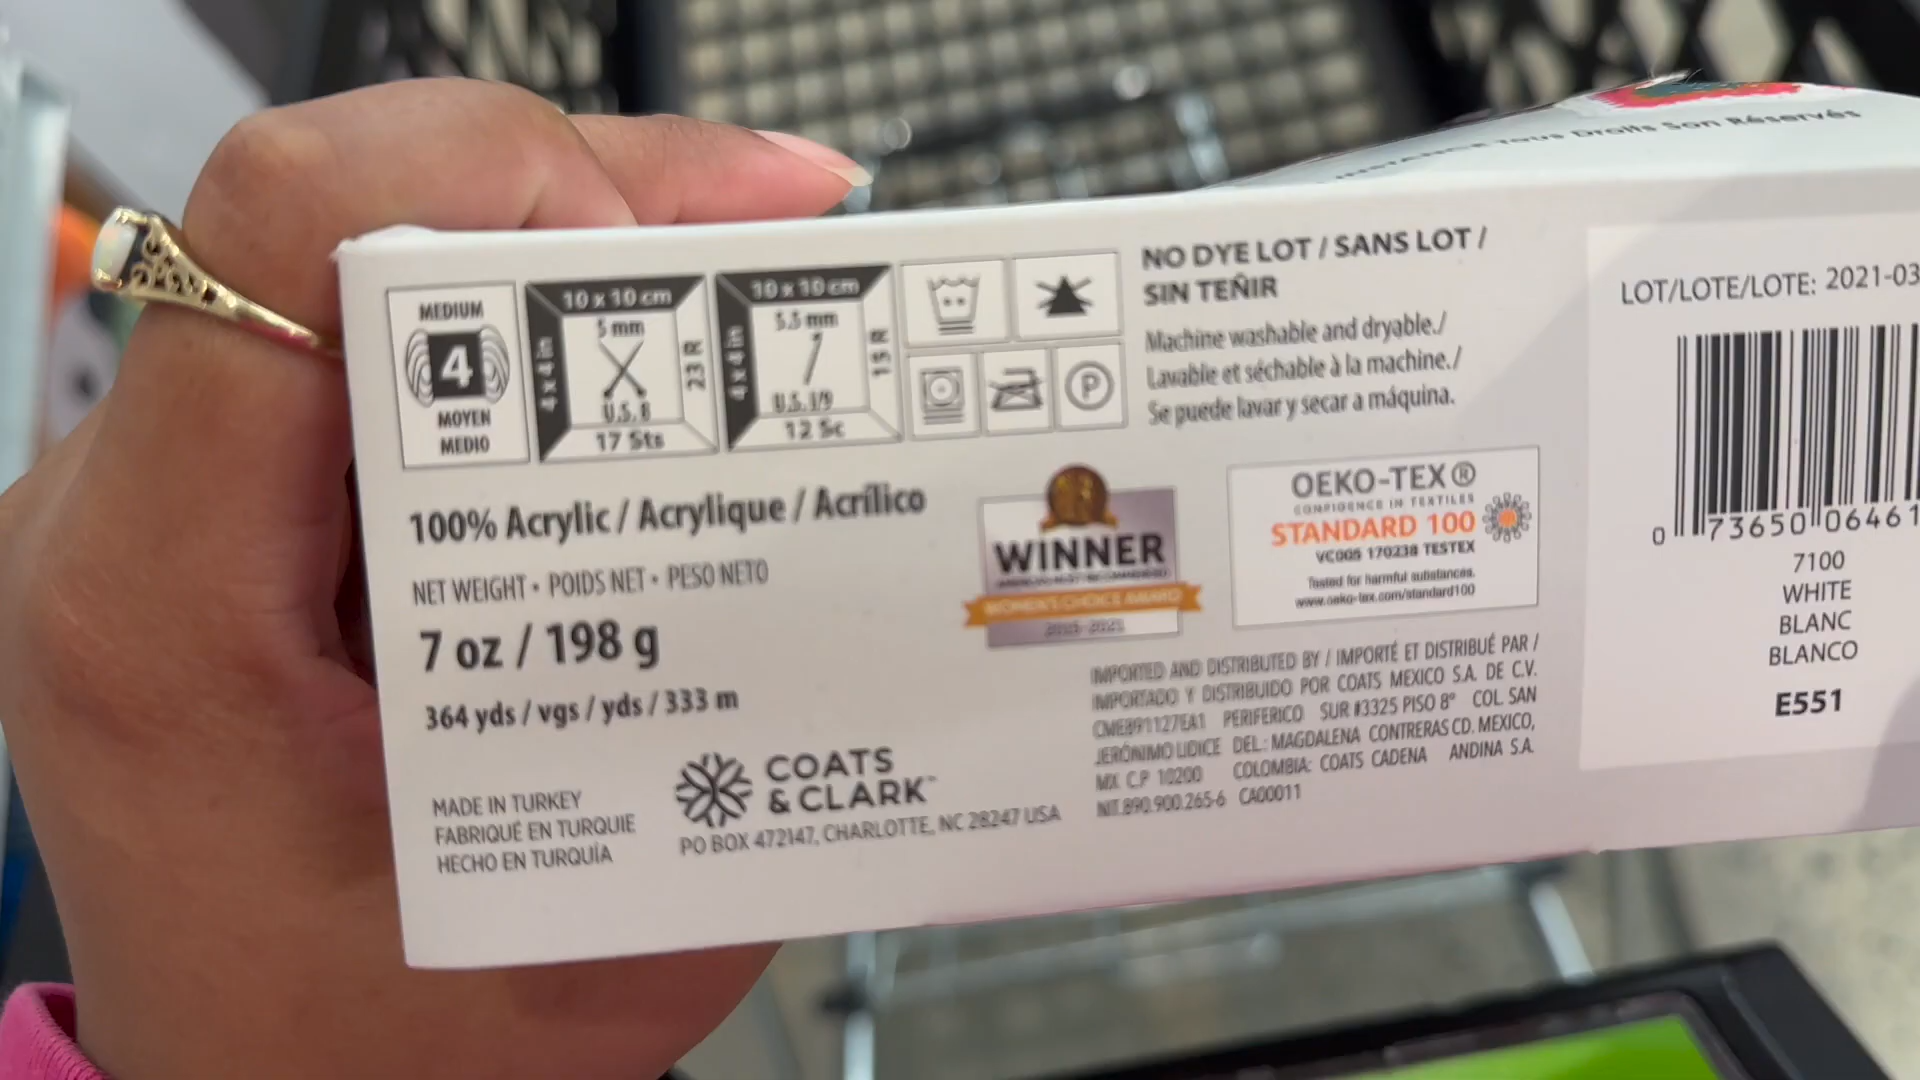 Tous Droits Son Réservés
MEDIUM
4
MOYEN
MEDIO
10 x 10 cm
4 x 4 in
5 mm
23 R
U.S. 8
17 Sts
10 x 10 cm
4 x 4 in
5.5 mm
15 R
U.S. I/9
12 Sc
P
NO DYE LOT / SANS LOT /
SIN TEÑIR
Machine washable and dryable./
Lavable et séchable à la machine./
Se puede lavar y secar a máquina.
100% Acrylic / Acrylique / Acrílico
NET WEIGHT • POIDS NET • PESO NETO
7 oz / 198 g
364 yds / vgs / yds / 333 m
MADE IN TURKEY
FABRIQUÉ EN TURQUIE
HECHO EN TURQUÍA
COATS
& CLARK™
PO BOX 472147, CHARLOTTE, NC 28247 USA
WINNER
WOMEN'S CHOICE AWARD
OEKO-TEX®
CONFIDENCE IN TEXTILES
STANDARD 100
VC005 170238 TESTEX
Tested for harmful substances.
www.oeko-tex.com/standard100
IMPORTED AND DISTRIBUTED BY / IMPORTÉ ET DISTRIBUÉ PAR /
IMPORTADO Y DISTRIBUIDO POR COATS MEXICO S.A. DE C.V.
CME891127EA1 PERIFERICO SUR #3325 PISO 8° COL. SAN
JERÓNIMO LIDICE DEL.: MAGDALENA CONTRERAS CD. MEXICO,
MX C.P 10200 COLOMBIA: COATS CADENA ANDINA S.A.
NIT.890.900.265-6 CA00011
LOT/LOTE/LOTE: 2021-03
0 73650 06461
7100
WHITE
BLANC
BLANCO
E551